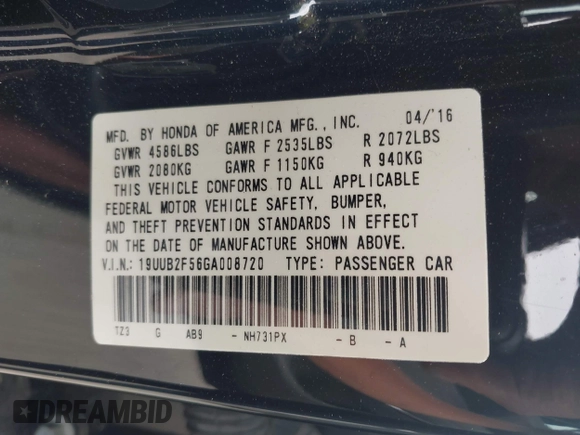 MFD. BY HONDA OF AMERICA MFG., INC. 04/'16
GVWR 4586LBS GAWR F 2535LBS R 2072LBS
GVWR 2080KG GAWR F 1150KG R 940KG
THIS VEHICLE CONFORMS TO ALL APPLICABLE
FEDERAL MOTOR VEHICLE SAFETY, BUMPER,
AND THEFT PREVENTION STANDARDS IN EFFECT
ON THE DATE OF MANUFACTURE SHOWN ABOVE.
V.I.N.: 19UUB2F56GA008720 TYPE: PASSENGER CAR
TZ3 G AB9 - NH731PX - B - A
DREAMBID